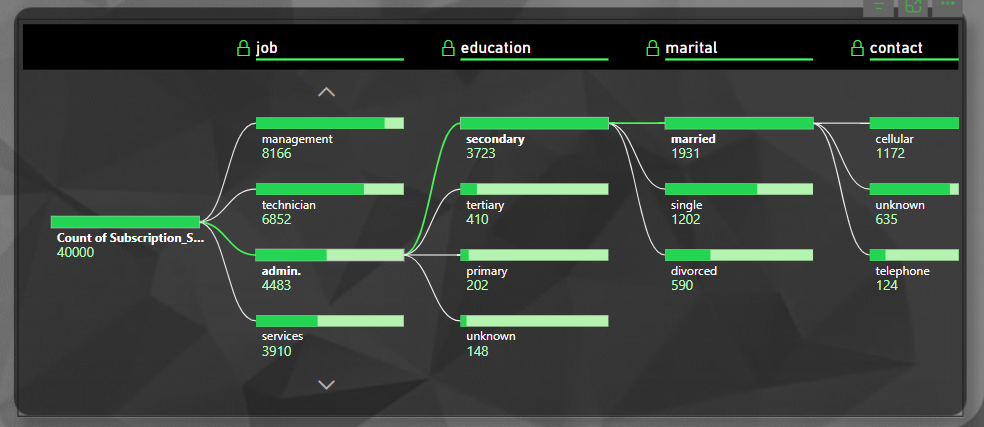 job
education
marital
contact
management
8166
technician
6852
Count of Subscription_S...
40000
admin.
4483
services
3910
secondary
3723
tertiary
410
primary
202
unknown
148
married
1931
single
1202
divorced
590
cellular
1172
unknown
635
telephone
124